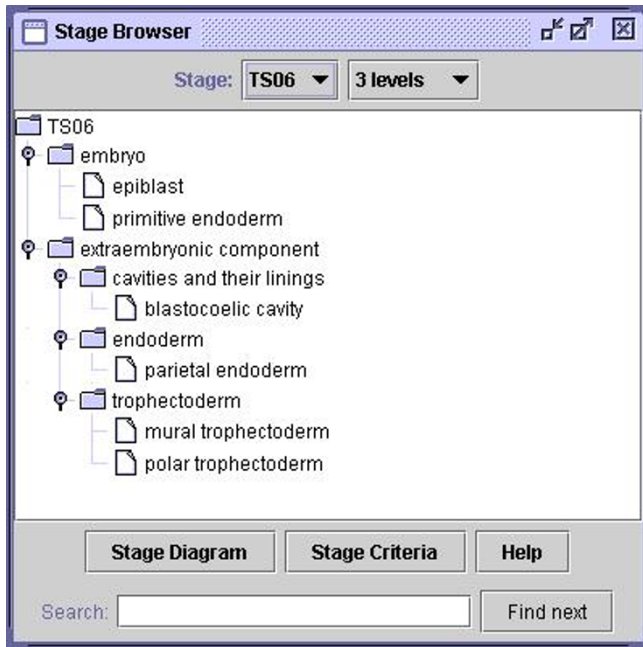 Stage Browser
Stage: TS06 3 levels
TS06
embryo
epiblast
primitive endoderm
extraembryonic component
cavities and their linings
blastocoelic cavity
endoderm
parietal endoderm
trophectoderm
mural trophectoderm
polar trophectoderm
Stage Diagram Stage Criteria Help
Search: Find next